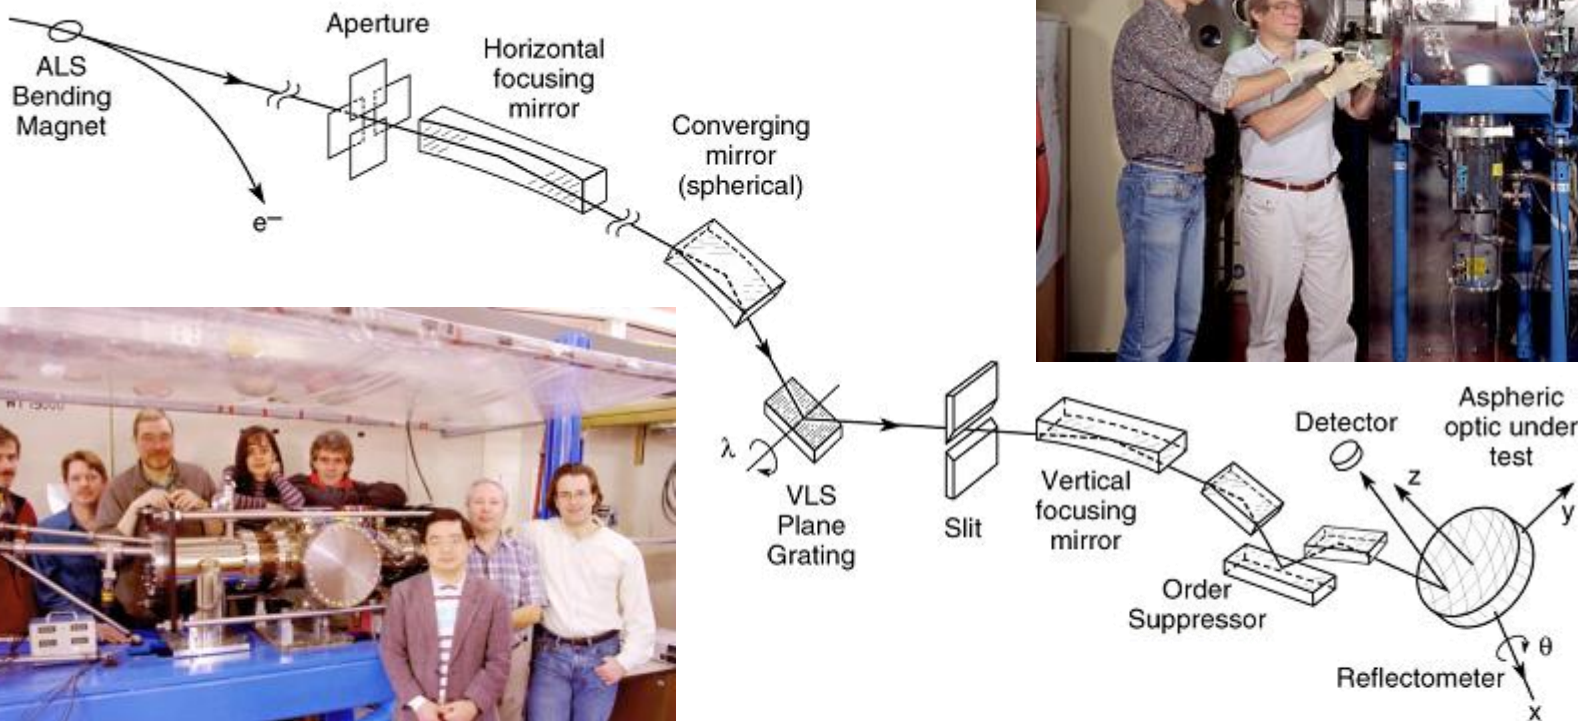 Aperture
ALS
Bending
Magnet
e−
Horizontal
focusing
mirror
Converging
mirror
(spherical)
λ
VLS
Plane
Grating
Slit
Vertical
focusing
mirror
Order
Suppressor
Detector
Aspheric
optic under
test
z
y
θ
Reflectometer
x